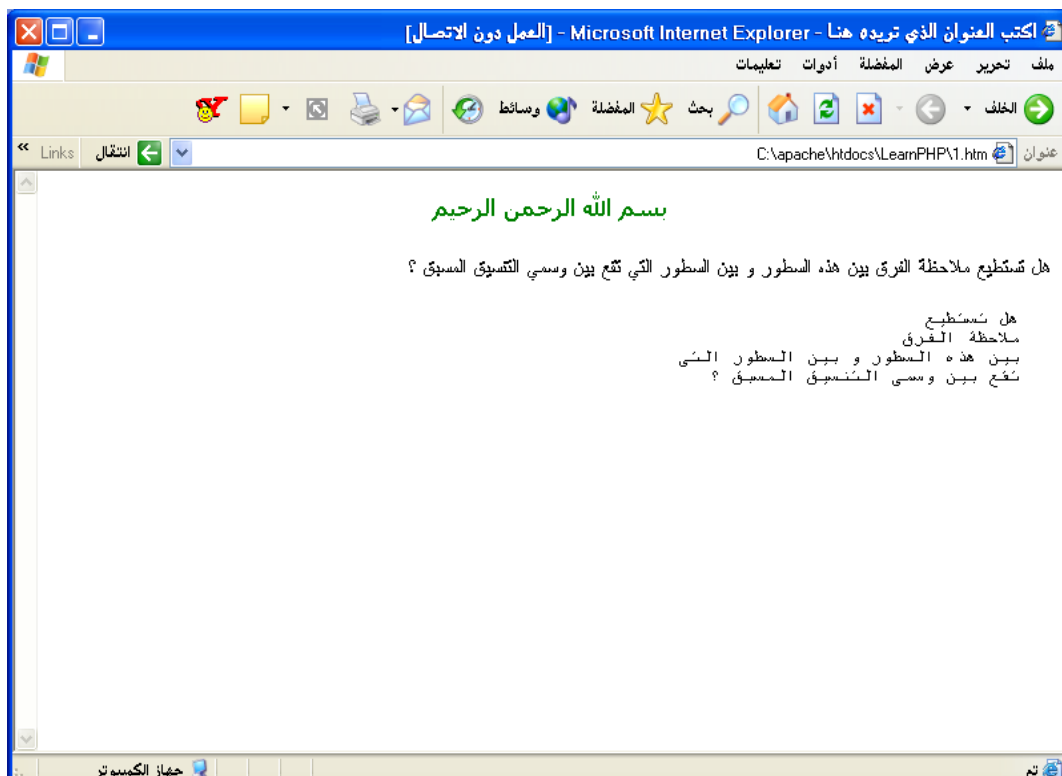 اكتب العنوان الذي تريده هنا - Microsoft Internet Explorer - [العمل دون الاتصال]
ملف تحرير عرض المفضلة أدوات تعليمات
الخلف بحث المفضلة وسائط
عنوان C:\apache\htdocs\LearnPHP\1.htm انتقال Links »
بسم الله الرحمن الرحيم
هل تستطيع ملاحظة الفرق بين هذه السطور و بين السطور التي تقع بين وسمي التنسيق المسبق ؟
هل تستطيع
ملاحظة الفرق
بين هذه السطور و بين السطور التي
تقع بين وسمي التنسيق المسبق ؟
تم جهاز الكمبيوتر